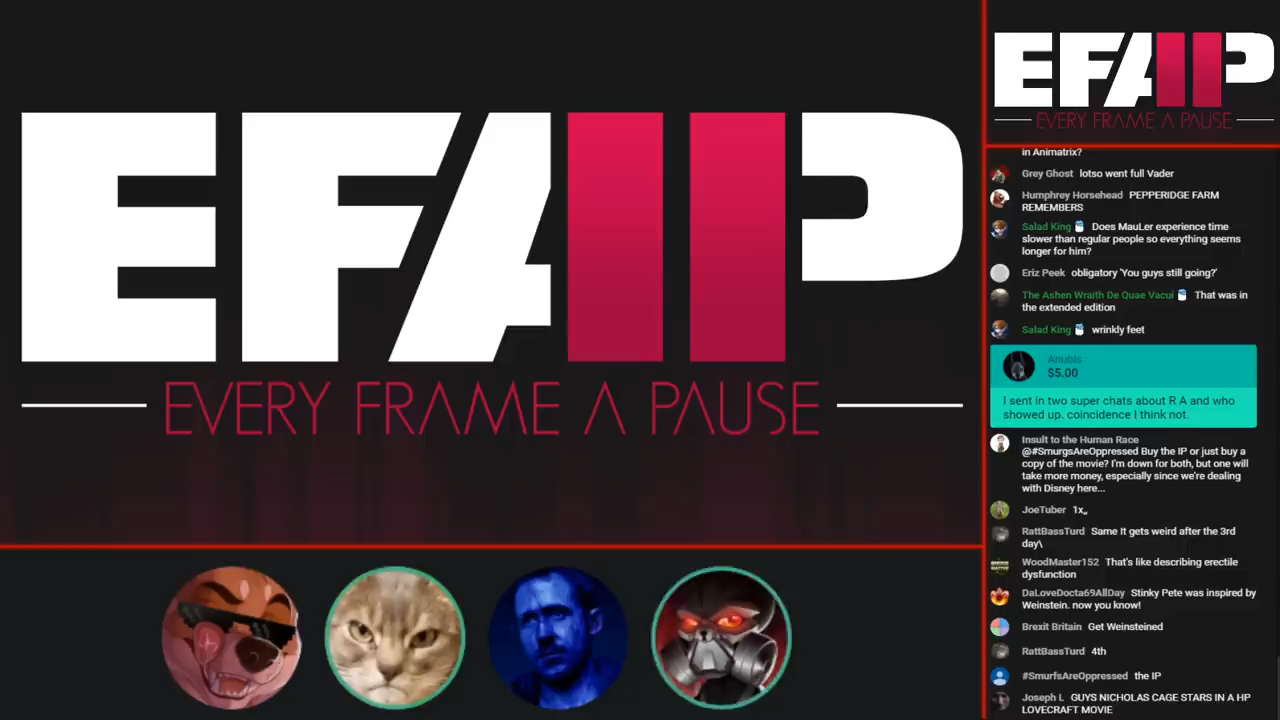 EFAP
EVERY FRAME A PAUSE
EFAP
EVERY FRAME A PAUSE
in Animatrix?
Grey Ghost lotso went full Vader
Humphrey Horsehead PEPPERIDGE FARM
REMEMBERS
Salad King Does MauLer experience time
slower than regular people so everything seems
longer for him?
Eriz Peek obligatory 'You guys still going?'
The Ashen Wraith De Quae Vacui That was in
the extended edition
Salad King wrinkly feet
Anubis
$5.00
I sent in two super chats about R A and who
showed up. coincidence I think not.
Insult to the Human Race
@#SmurgsAreOppressed Buy the IP or just buy a
copy of the movie? I'm down for both, but one will
take more money, especially since we're dealing
with Disney here...
JoeTuber 1x,,
RattBassTurd Same It gets weird after the 3rd
day\
WoodMaster152 That's like describing erectile
dysfunction
DaLoveDocta69AllDay Stinky Pete was inspired by
Weinstein. now you know!
Brexit Britain Get Weinsteined
RattBassTurd 4th
#SmurfsAreOppressed the IP
Joseph L GUYS NICHOLAS CAGE STARS IN A HP
LOVECRAFT MOVIE